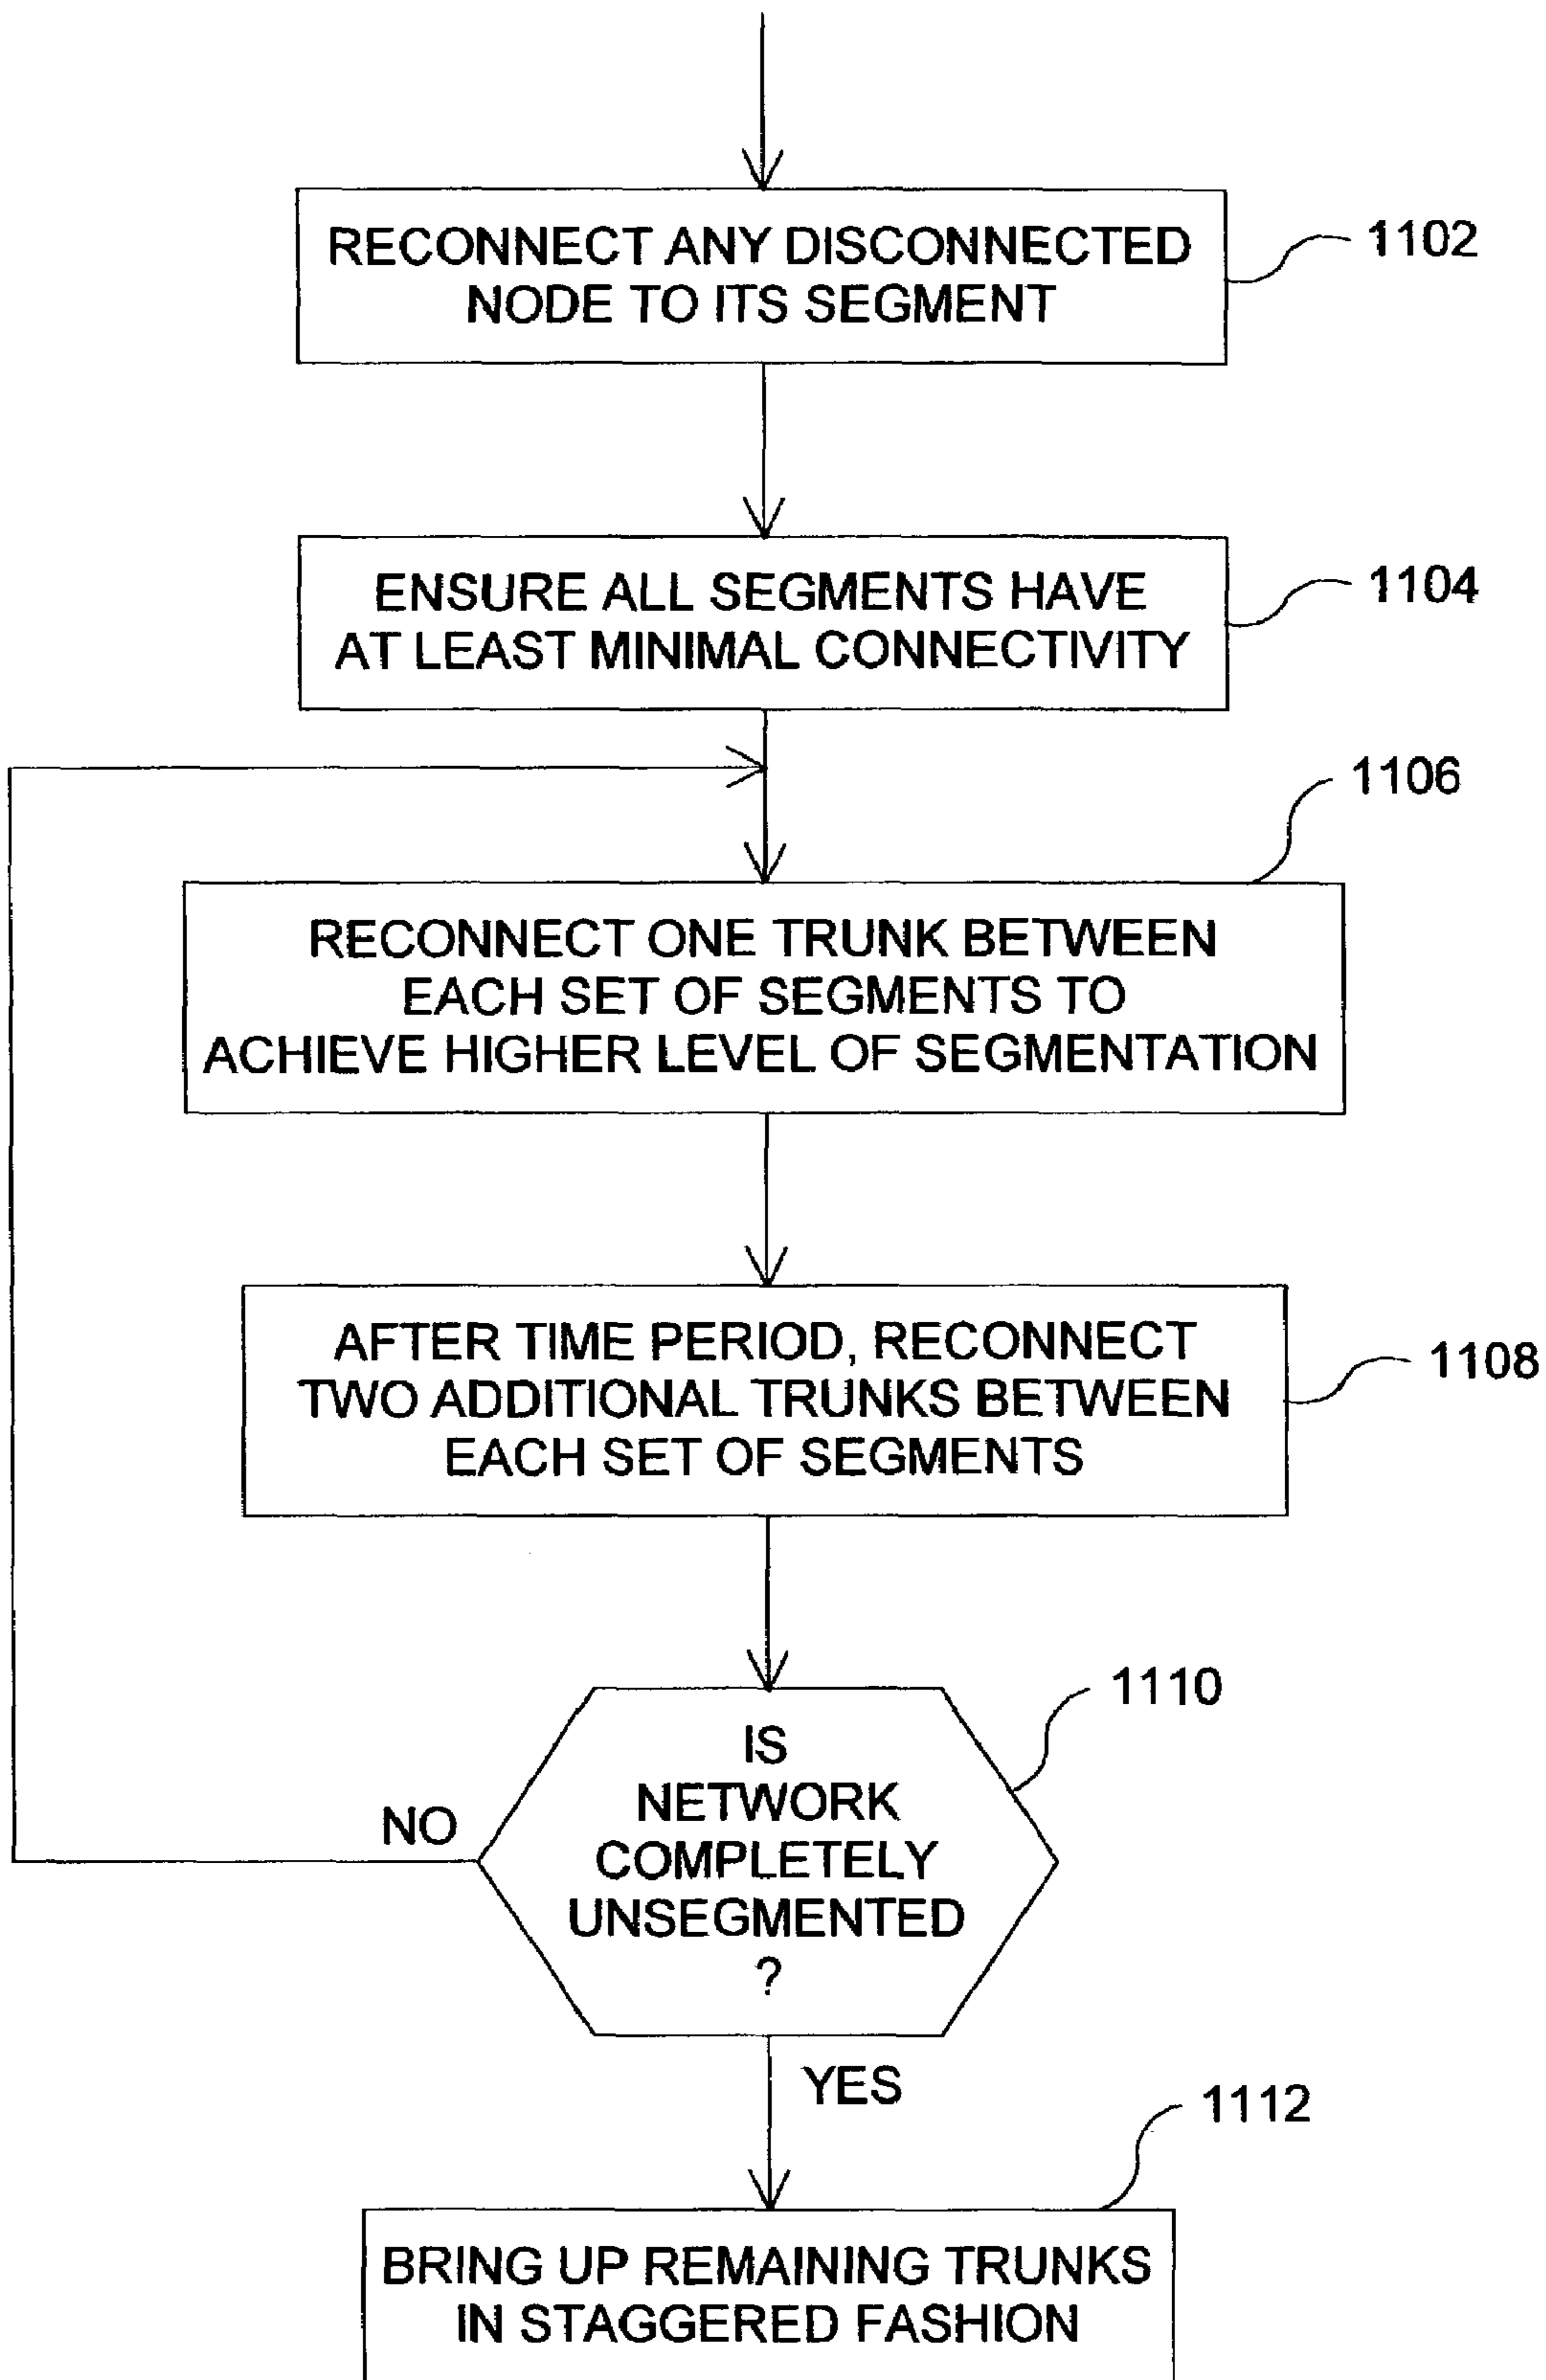 RECONNECT ANY DISCONNECTED
NODE TO ITS SEGMENT
1102
ENSURE ALL SEGMENTS HAVE
AT LEAST MINIMAL CONNECTIVITY
1104
1106
RECONNECT ONE TRUNK BETWEEN
EACH SET OF SEGMENTS TO
ACHIEVE HIGHER LEVEL OF SEGMENTATION
AFTER TIME PERIOD, RECONNECT
TWO ADDITIONAL TRUNKS BETWEEN
EACH SET OF SEGMENTS
1108
1110
IS
NETWORK
COMPLETELY
UNSEGMENTED
?
NO
YES
1112
BRING UP REMAINING TRUNKS
IN STAGGERED FASHION